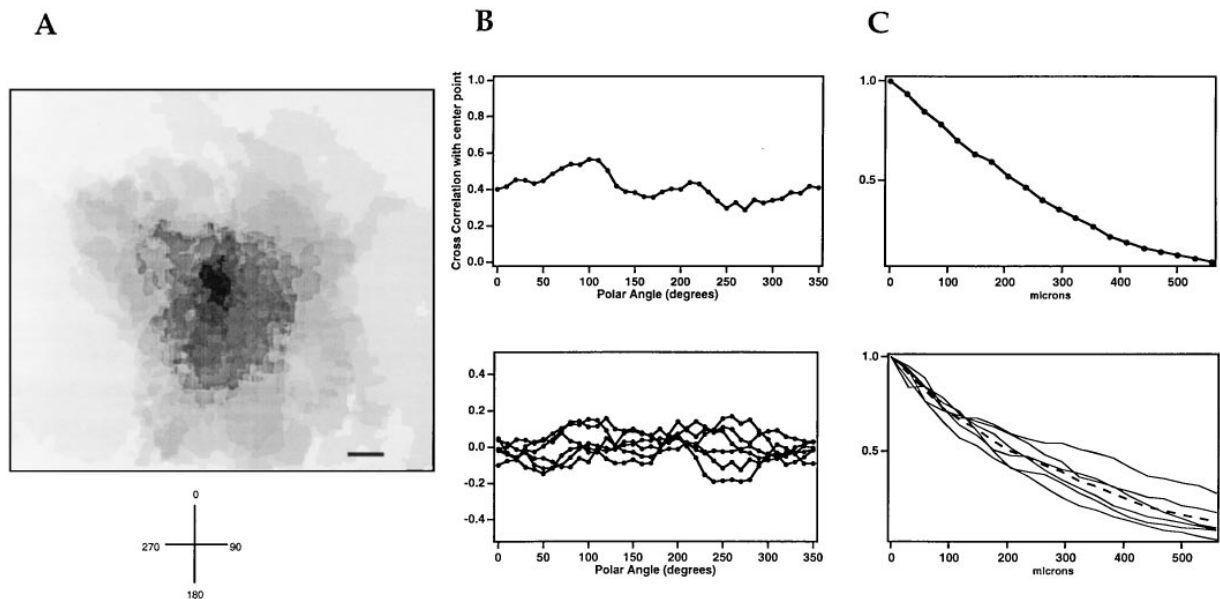 A
B
C
0
270 90
180
Cross Correlation with center point
1.0
0.8
0.6
0.4
0.2
0.0
0 50 100 150 200 250 300 350
Polar Angle (degrees)
1.0
0.5
0 100 200 300 400 500
microns
0.4
0.2
0.0
-0.2
-0.4
0 50 100 150 200 250 300 350
Polar Angle (degrees)
1.0
0.5
0 100 200 300 400 500
microns